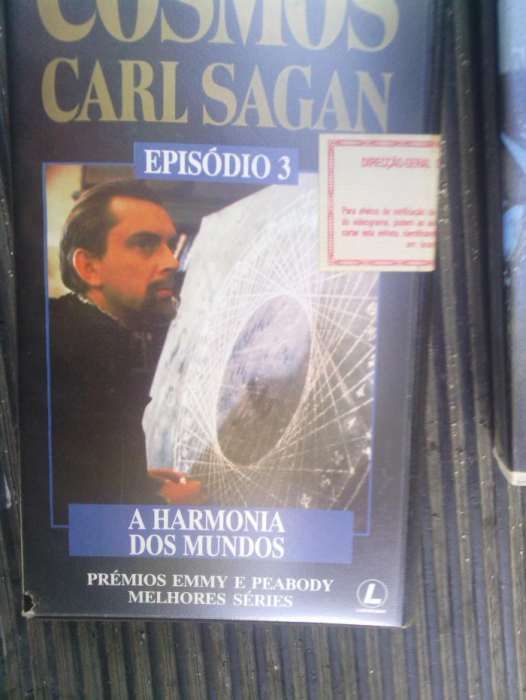 COSMOS
CARL SAGAN
EPISÓDIO 3
DIRECÇÃO-GERAL
A HARMONIA
DOS MUNDOS
PRÉMIOS EMMY E PEABODY
MELHORES SÉRIES
L